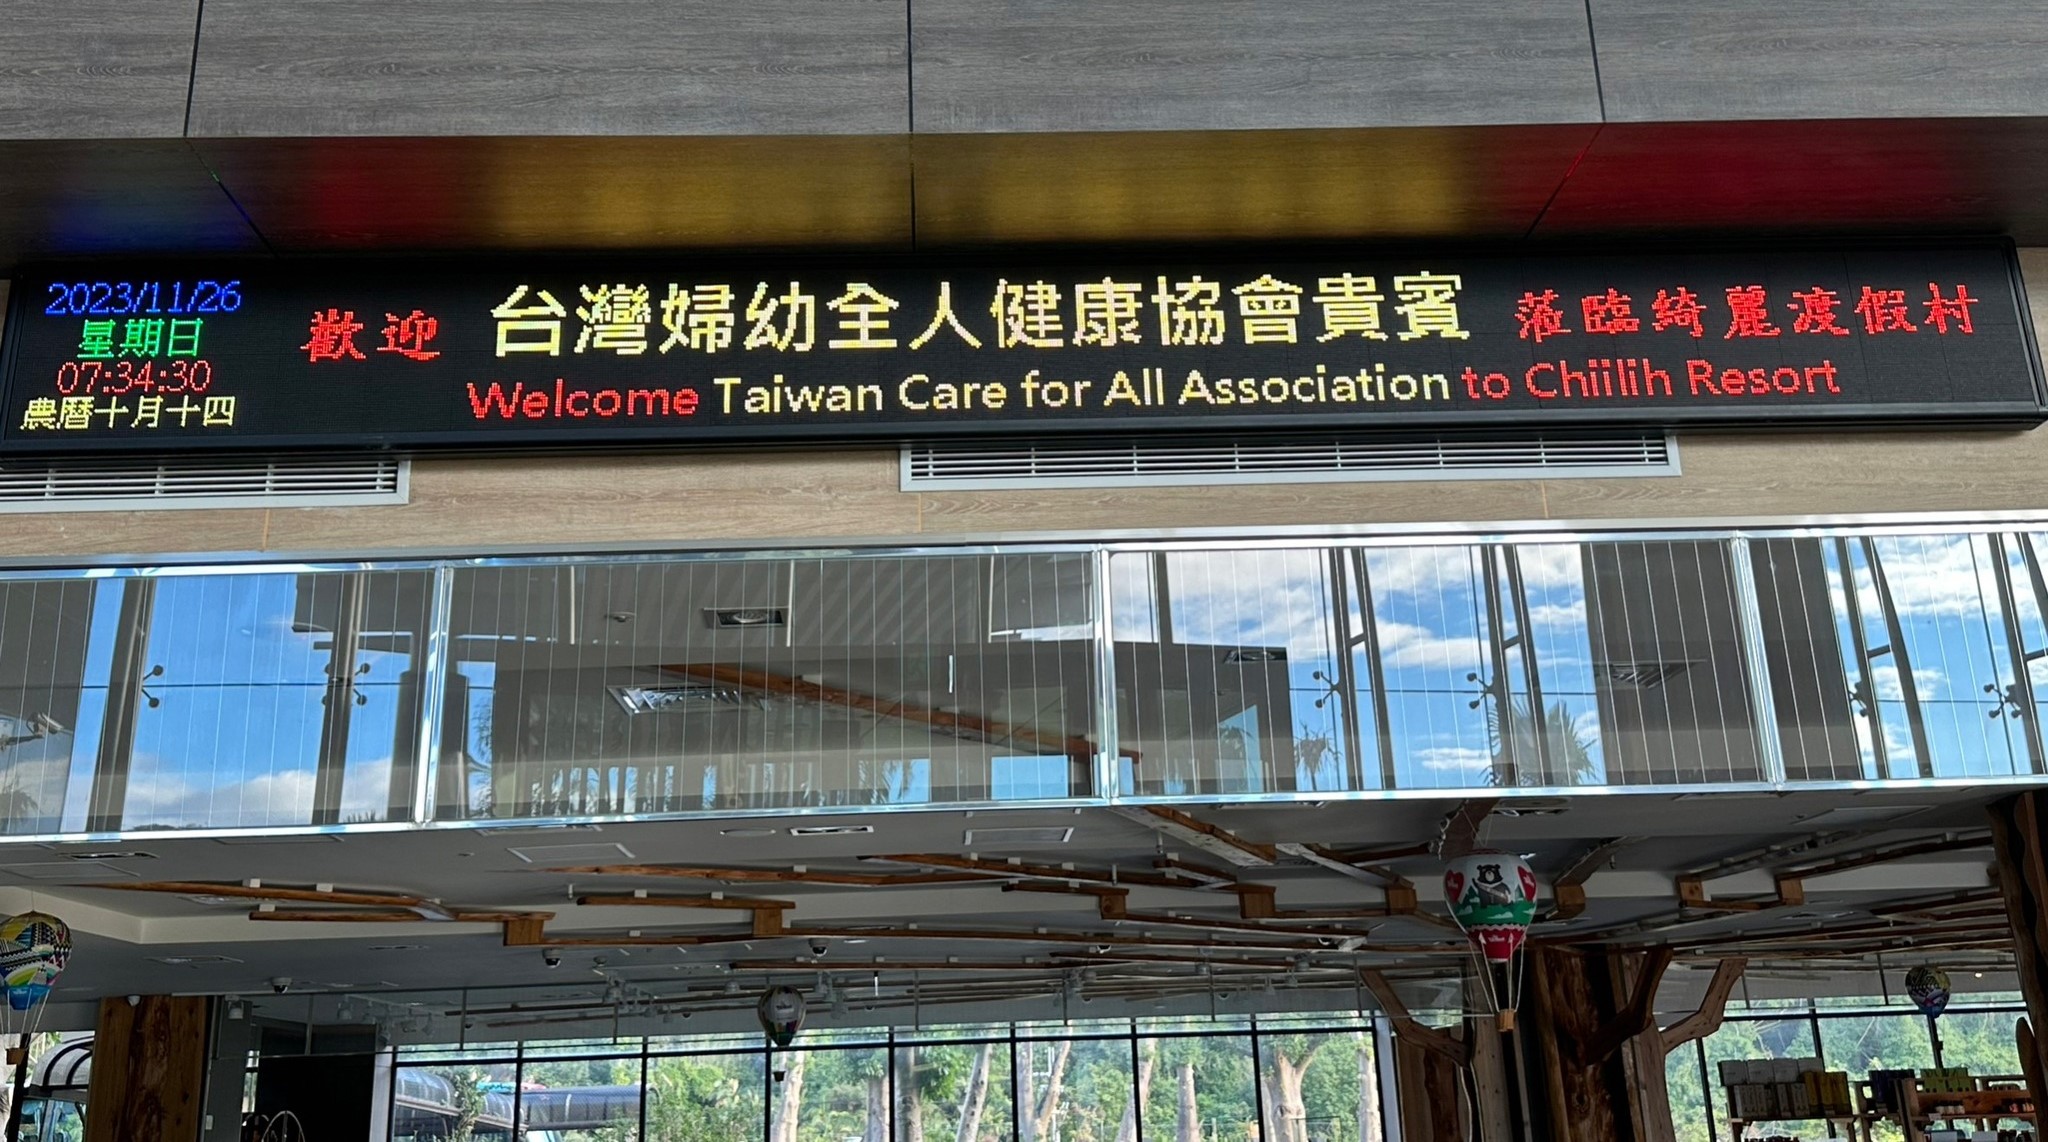 2023/11/26
星期日
07:34:30
農曆十月十四
歡迎 台灣婦幼全人健康協會貴賓 蒞臨綺麗渡假村
Welcome Taiwan Care for All Association to Chiilih Resort